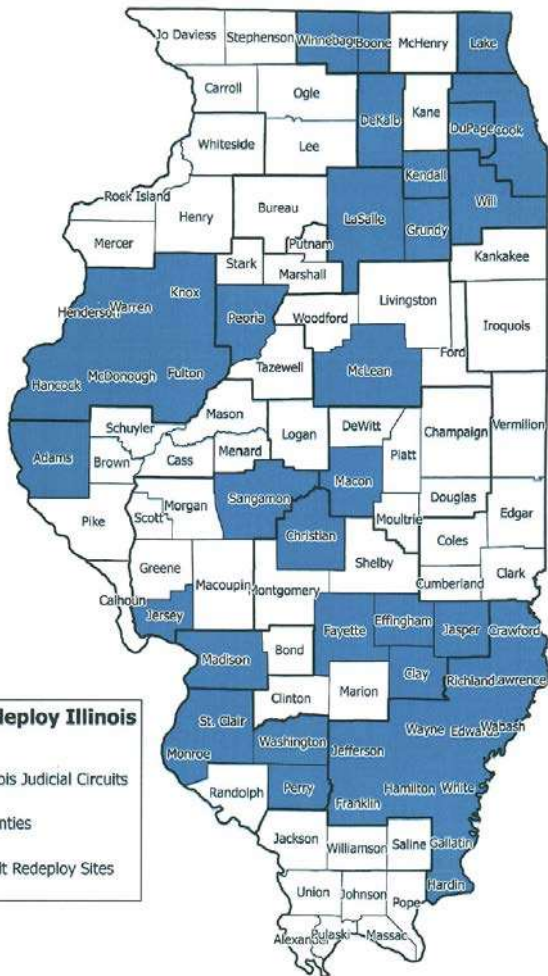 Jo Daviess Stephenson Winnebago Boone McHenry Lake
Carroll Ogle DeKalb Kane DuPage Cook
Whiteside Lee Kendall
Rock Island Henry Bureau LaSalle Grundy Will
Mercer Putnam Kankakee
Stark Marshall
Henderson Warren Knox Peoria Woodford Livingston Iroquois
Ford
Hancock McDonough Fulton Tazewell McLean
Mason
Schuyler Logan DeWitt Champaign Vermilion
Adams Brown Cass Menard Piatt
Sangamon Macon
Pike Scott Morgan Christian Moultrie Douglas Edgar
Coles
Greene Shelby
Calhoun Macoupin Montgomery Cumberland Clark
Jersey
Fayette Effingham Jasper Crawford
Madison Bond
Clay Richland Lawrence
Clinton Marion
St. Clair Wayne Edwards Wabash
Monroe Washington Jefferson
Randolph Perry Franklin Hamilton White
Jackson Williamson Saline Gallatin
Hardin
Union Johnson Pope
Alexander Pulaski Massac
deploy Illinois
ois Judicial Circuits
nties
lt Redeploy Sites